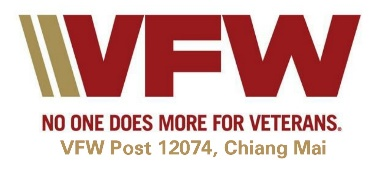 VFW
NO ONE DOES MORE FOR VETERANS.
VFW Post 12074, Chiang Mai